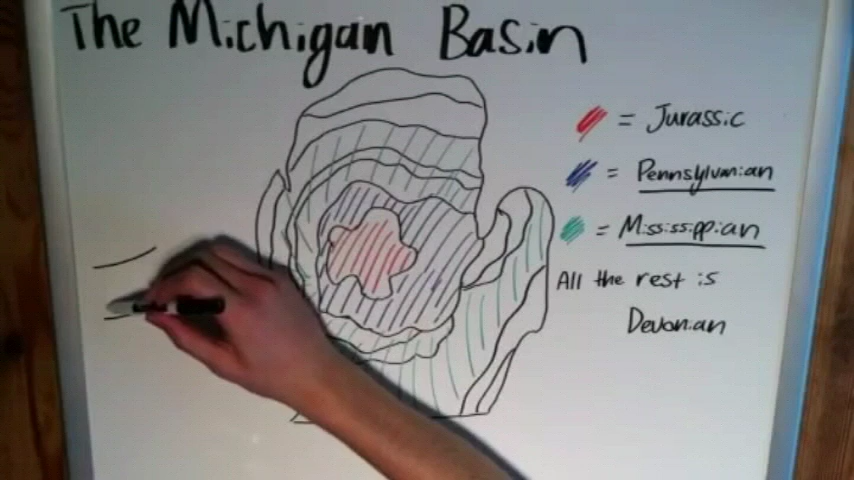 The Michigan Basin
= Jurassic
= Pennsylvanian
= Mississippian
All the rest is
Devonian